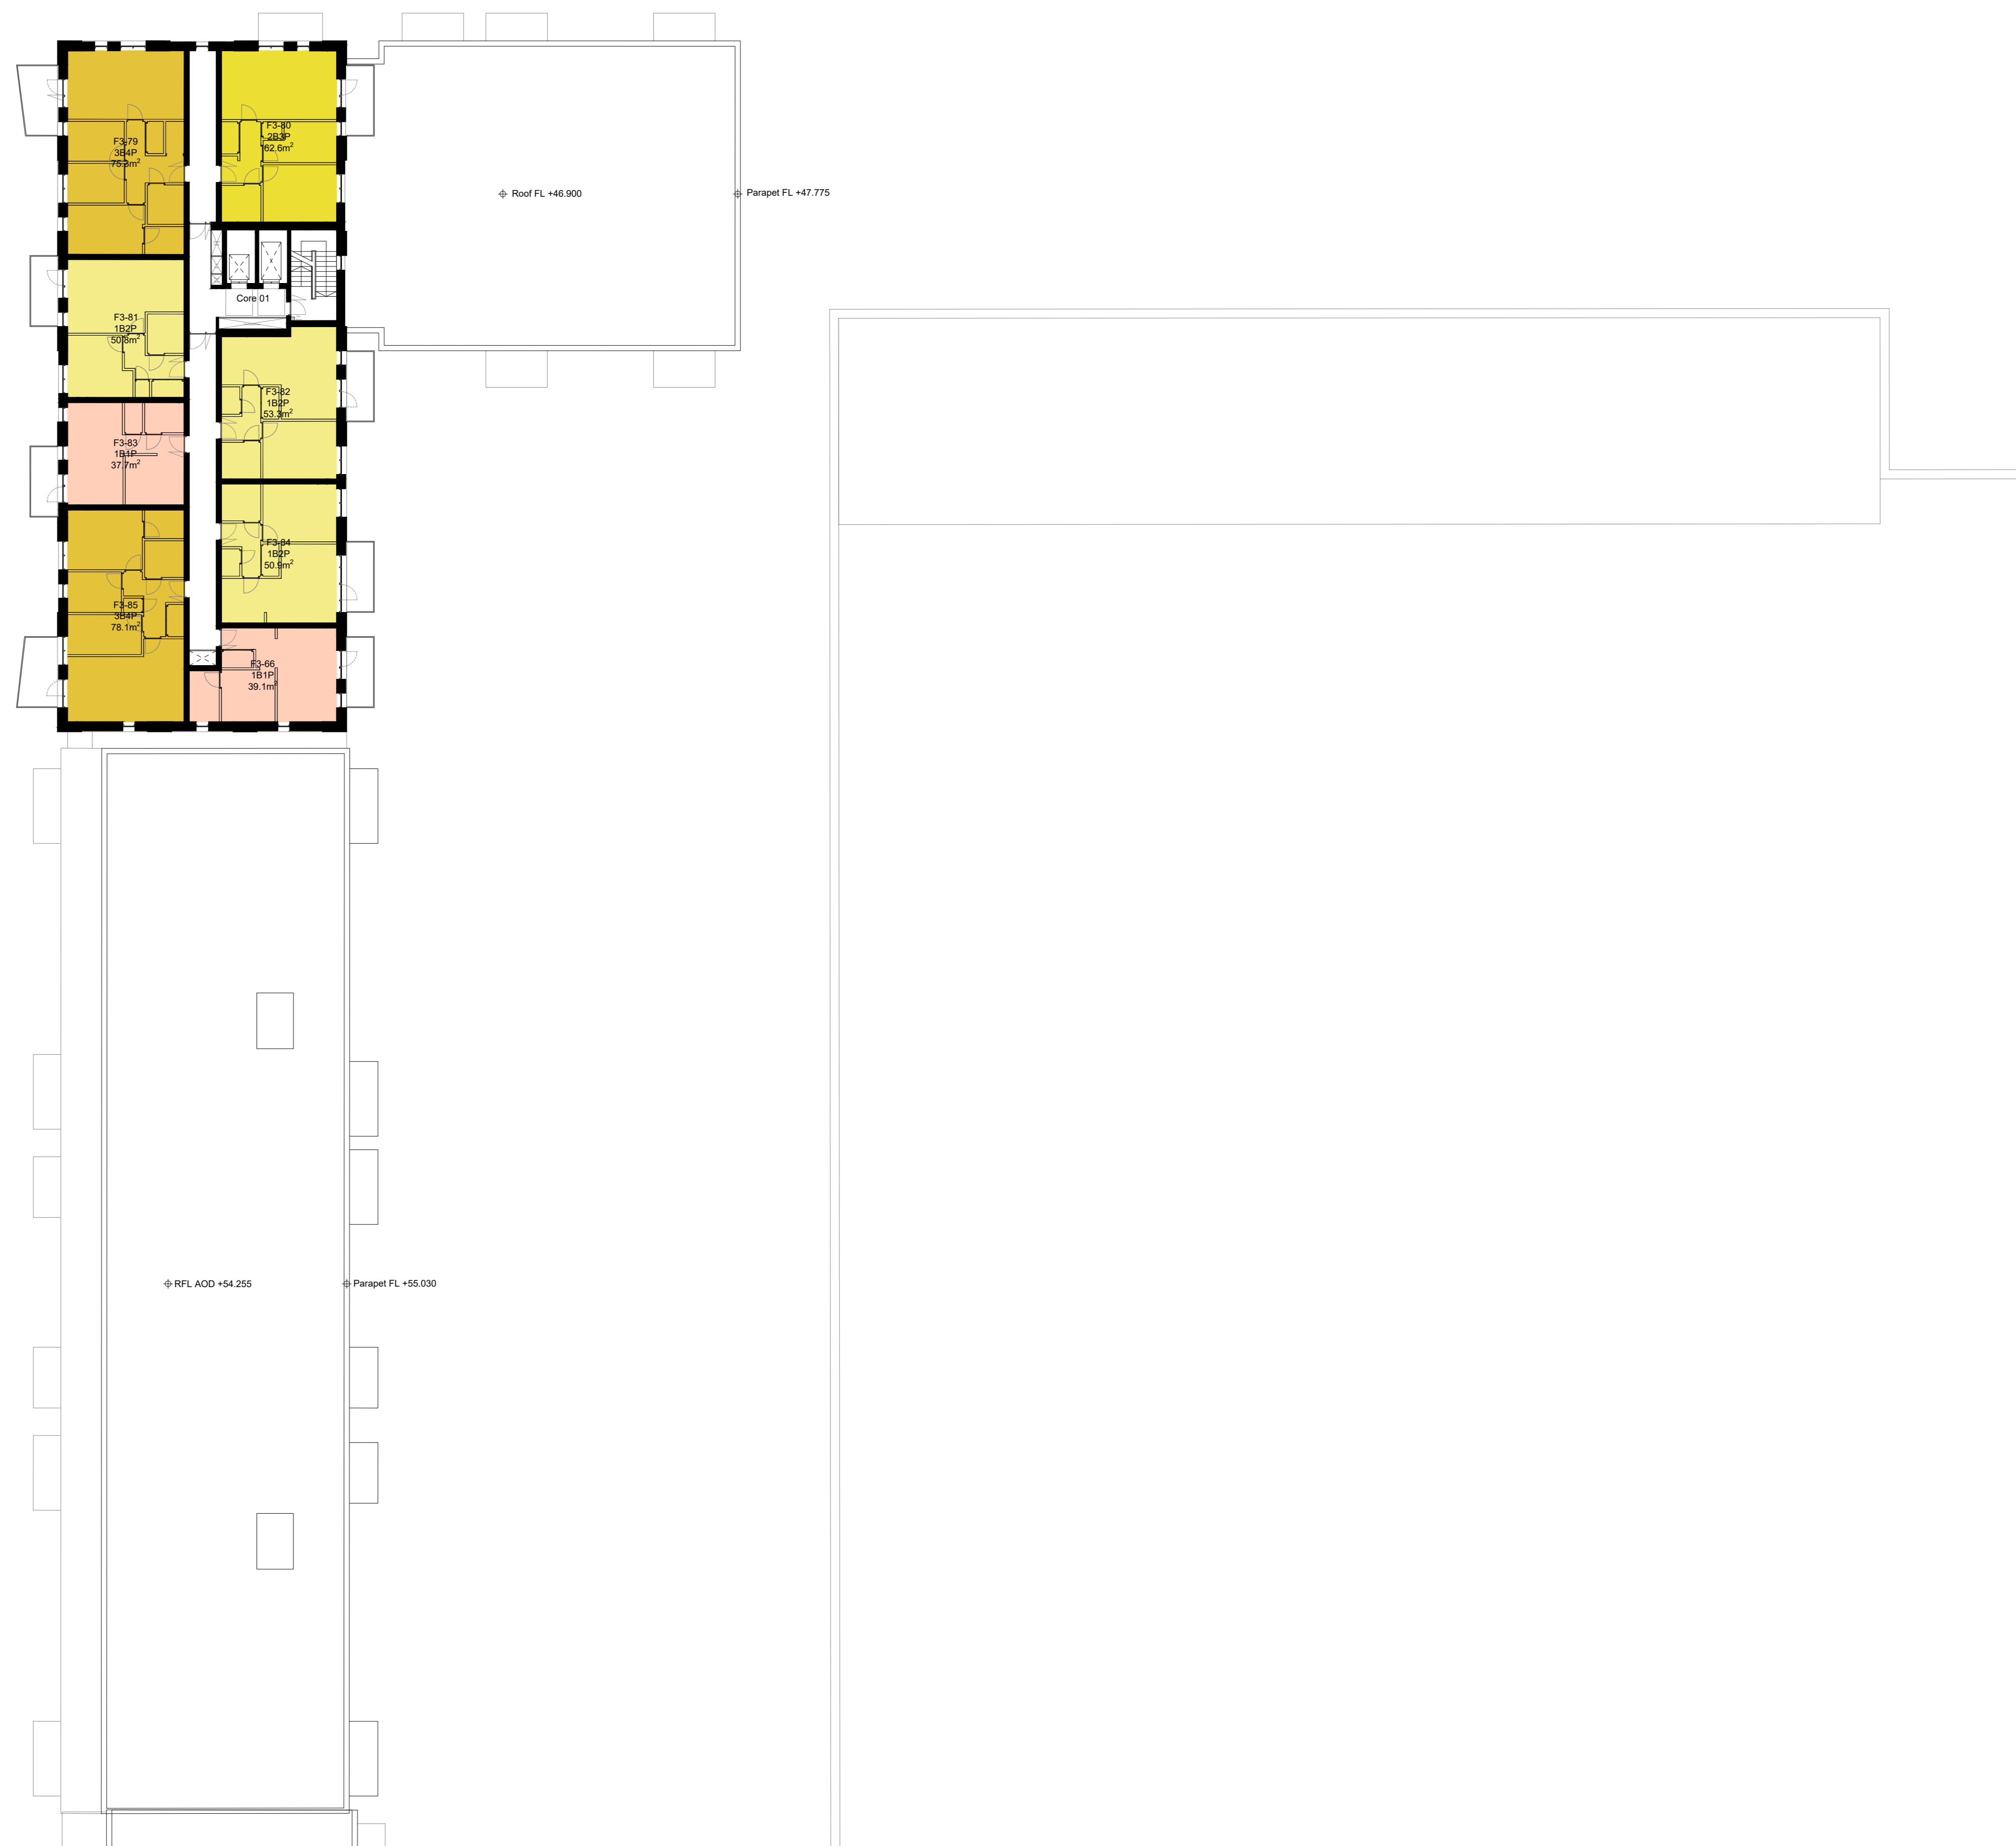 F3-80
2B3P
62.6m²
F3-79
3B4P
75.3m²
Roof FL +46.900
Parapet FL +47.775
Core 01
F3-81
1B2P
50.8m²
F3-82
1B2P
53.3m²
F3-83
1B1P
37.7m²
F3-84
1B2P
50.9m²
F3-85
3B4P
78.1m²
F3-66
1B1P
39.1m²
RFL AOD +54.255
Parapet FL +55.030